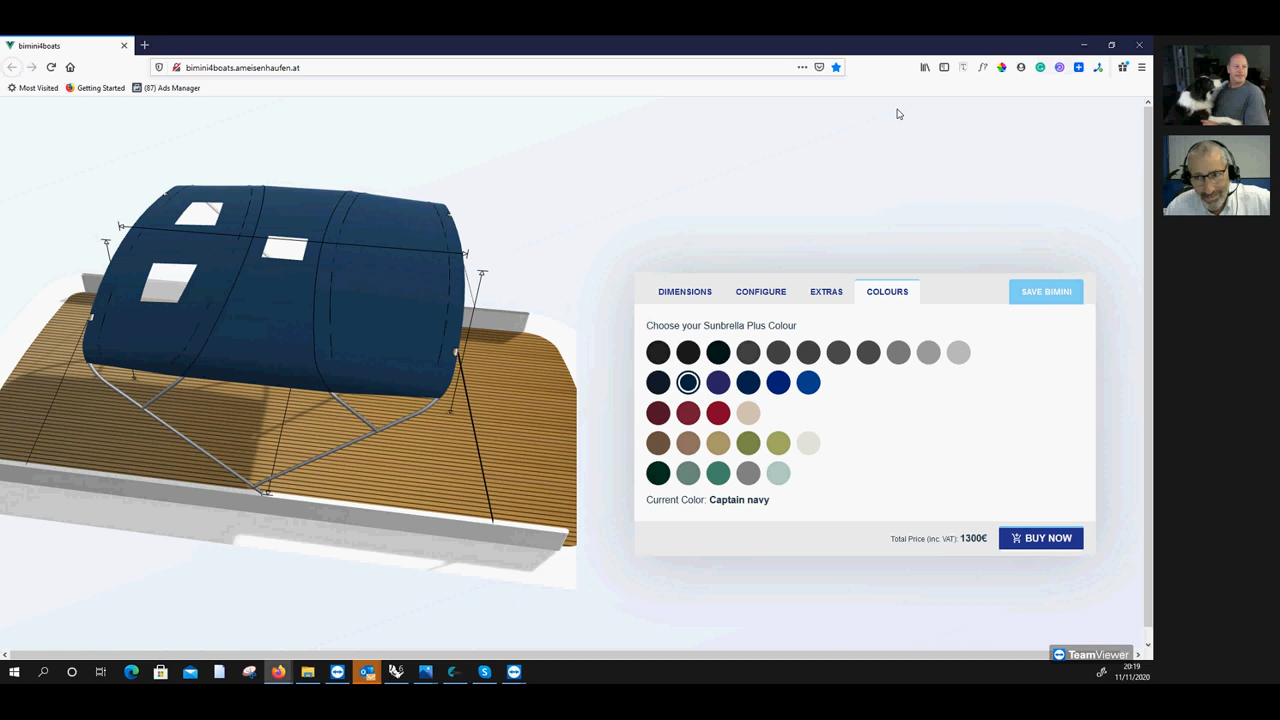 bimini4boats
bimini4boats.ameisenhaufen.at
Most Visited
Getting Started
(87) Ads Manager
DIMENSIONS
CONFIGURE
EXTRAS
COLOURS
SAVE BIMINI
Choose your Sunbrella Plus Colour
Current Color: Captain navy
Total Price (inc. VAT): 1300€
BUY NOW
TeamViewer
20:19
11/11/2020